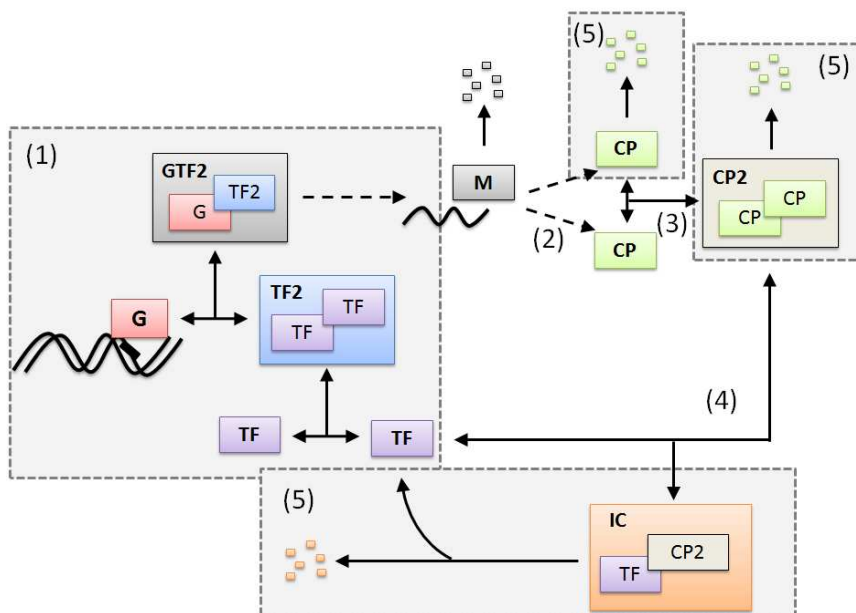 (5)
(5)
(1)
GTF2
TF2
G
M
CP
CP2
CP
CP
(2)
(3)
CP
G
TF2
TF
TF
(4)
TF
TF
(5)
IC
CP2
TF